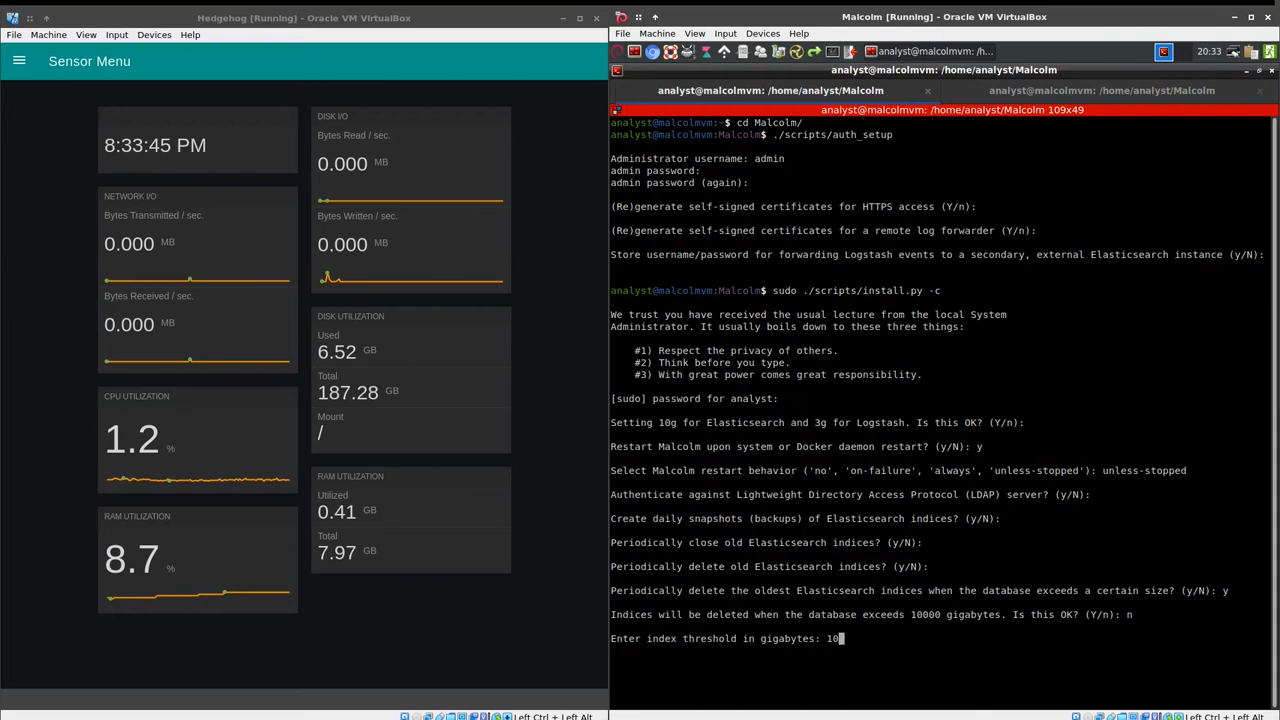 Hedgehog [Running] - Oracle VM VirtualBox
File Machine View Input Devices Help
Sensor Menu
8:33:45 PM
NETWORK I/O
Bytes Transmitted / sec.
0.000 MB
Bytes Received / sec.
0.000 MB
CPU UTILIZATION
1.2 %
RAM UTILIZATION
8.7 %
DISK I/O
Bytes Read / sec.
0.000 MB
Bytes Written / sec.
0.000 MB
DISK UTILIZATION
Used
6.52 GB
Total
187.28 GB
Mount
/
RAM UTILIZATION
Utilized
0.41 GB
Total
7.97 GB
Left Ctrl + Left Alt
Malcolm [Running] - Oracle VM VirtualBox
File Machine View Input Devices Help
analyst@malcolmvm: /h... 20:33
analyst@malcolmvm: /home/analyst/Malcolm
analyst@malcolmvm: /home/analyst/Malcolm analyst@malcolmvm: /home/analyst/Malcolm
analyst@malcolmvm: /home/analyst/Malcolm 109x49
analyst@malcolmvm:~$ cd Malcolm/
analyst@malcolmvm:Malcolm$ ./scripts/auth_setup
Administrator username: admin
admin password:
admin password (again):
(Re)generate self-signed certificates for HTTPS access (Y/n):
(Re)generate self-signed certificates for a remote log forwarder (Y/n):
Store username/password for forwarding Logstash events to a secondary, external Elasticsearch instance (y/N):
analyst@malcolmvm:Malcolm$ sudo ./scripts/install.py -c
We trust you have received the usual lecture from the local System
Administrator. It usually boils down to these three things:
#1) Respect the privacy of others.
#2) Think before you type.
#3) With great power comes great responsibility.
[sudo] password for analyst:
Setting 10g for Elasticsearch and 3g for Logstash. Is this OK? (Y/n):
Restart Malcolm upon system or Docker daemon restart? (y/N): y
Select Malcolm restart behavior ('no', 'on-failure', 'always', 'unless-stopped'): unless-stopped
Authenticate against Lightweight Directory Access Protocol (LDAP) server? (y/N):
Create daily snapshots (backups) of Elasticsearch indices? (y/N):
Periodically close old Elasticsearch indices? (y/N):
Periodically delete old Elasticsearch indices? (y/N):
Periodically delete the oldest Elasticsearch indices when the database exceeds a certain size? (y/N): y
Indices will be deleted when the database exceeds 10000 gigabytes. Is this OK? (Y/n): n
Enter index threshold in gigabytes: 10
Left Ctrl + Left Alt